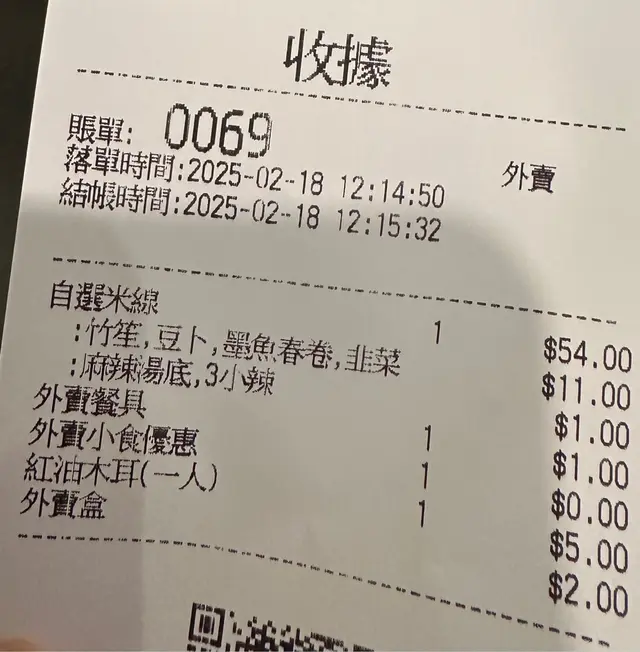 收據
賬單: 0069
外賣
落單時間:2025-02-18 12:14:50
結帳時間:2025-02-18 12:15:32
自選米線 1 $54.00
:竹笙,豆卜,墨魚春卷,韭菜 $11.00
:麻辣湯底,3小辣 $1.00
外賣餐具 1 $1.00
外賣小食優惠 1 $0.00
紅油木耳(一人) 1 $5.00
外賣盒 $2.00